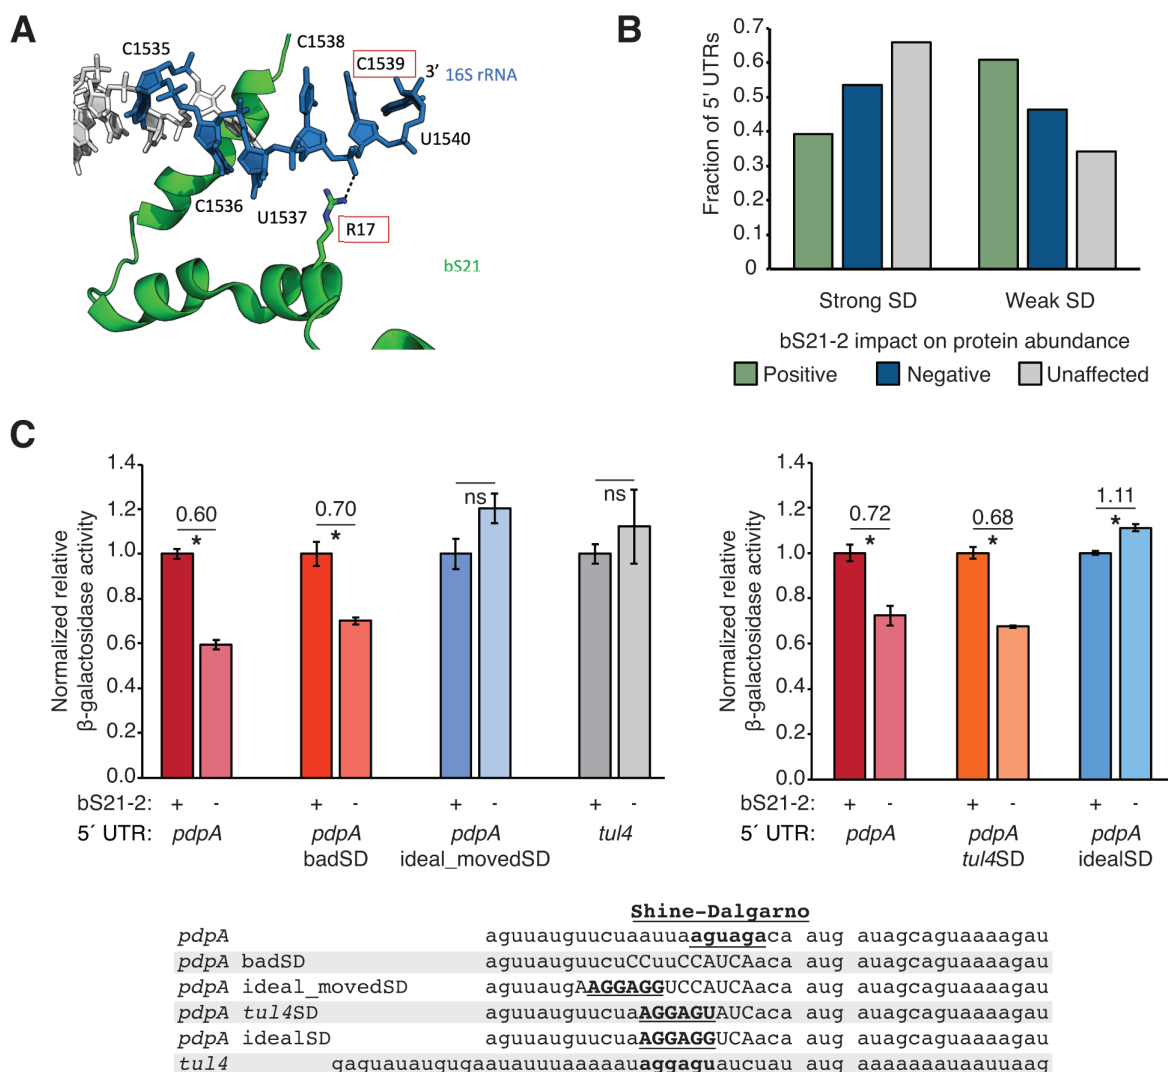 A
C1535
C1538
C1539
3′ 16S rRNA
U1540
C1536
U1537
R17
bS21
B
Fraction of 5′ UTRs
0.7
0.6
0.5
0.4
0.3
0.2
0.1
0
Strong SD
Weak SD
bS21-2 impact on protein abundance
Positive
Negative
Unaffected
C
Normalized relative
β-galactosidase activity
1.4
1.2
1.0
0.8
0.6
0.4
0.2
0.0
0.60
*
0.70
*
ns
ns
bS21-2: + - + - + - + -
5′ UTR: pdpA pdpA pdpA tul4
badSD ideal_movedSD
Normalized relative
β-galactosidase activity
1.4
1.2
1.0
0.8
0.6
0.4
0.2
0.0
0.72
*
0.68
*
1.11
*
bS21-2: + - + - + -
5′ UTR: pdpA pdpA pdpA
tul4SD idealSD
Shine-Dalgarno
pdpA aguuauguucuaauuaaguagaca aug auagcaguaaaagau
pdpA badSD aguuauguucuCCuuCCAUCAaca aug auagcaguaaaagau
pdpA ideal_movedSD aguuaugAAGGAGGUCCAUCAaca aug auagcaguaaaagau
pdpA tul4SD aguuauguucuaAGGAGUAUCaca aug auagcaguaaaagau
pdpA idealSD aguuauguucuaAGGAGGUCAaca aug auagcaguaaaagau
tul4 gaguauaugugaauauuuaaaaauaggaguaucuau aug aaaaaauuaauuaag